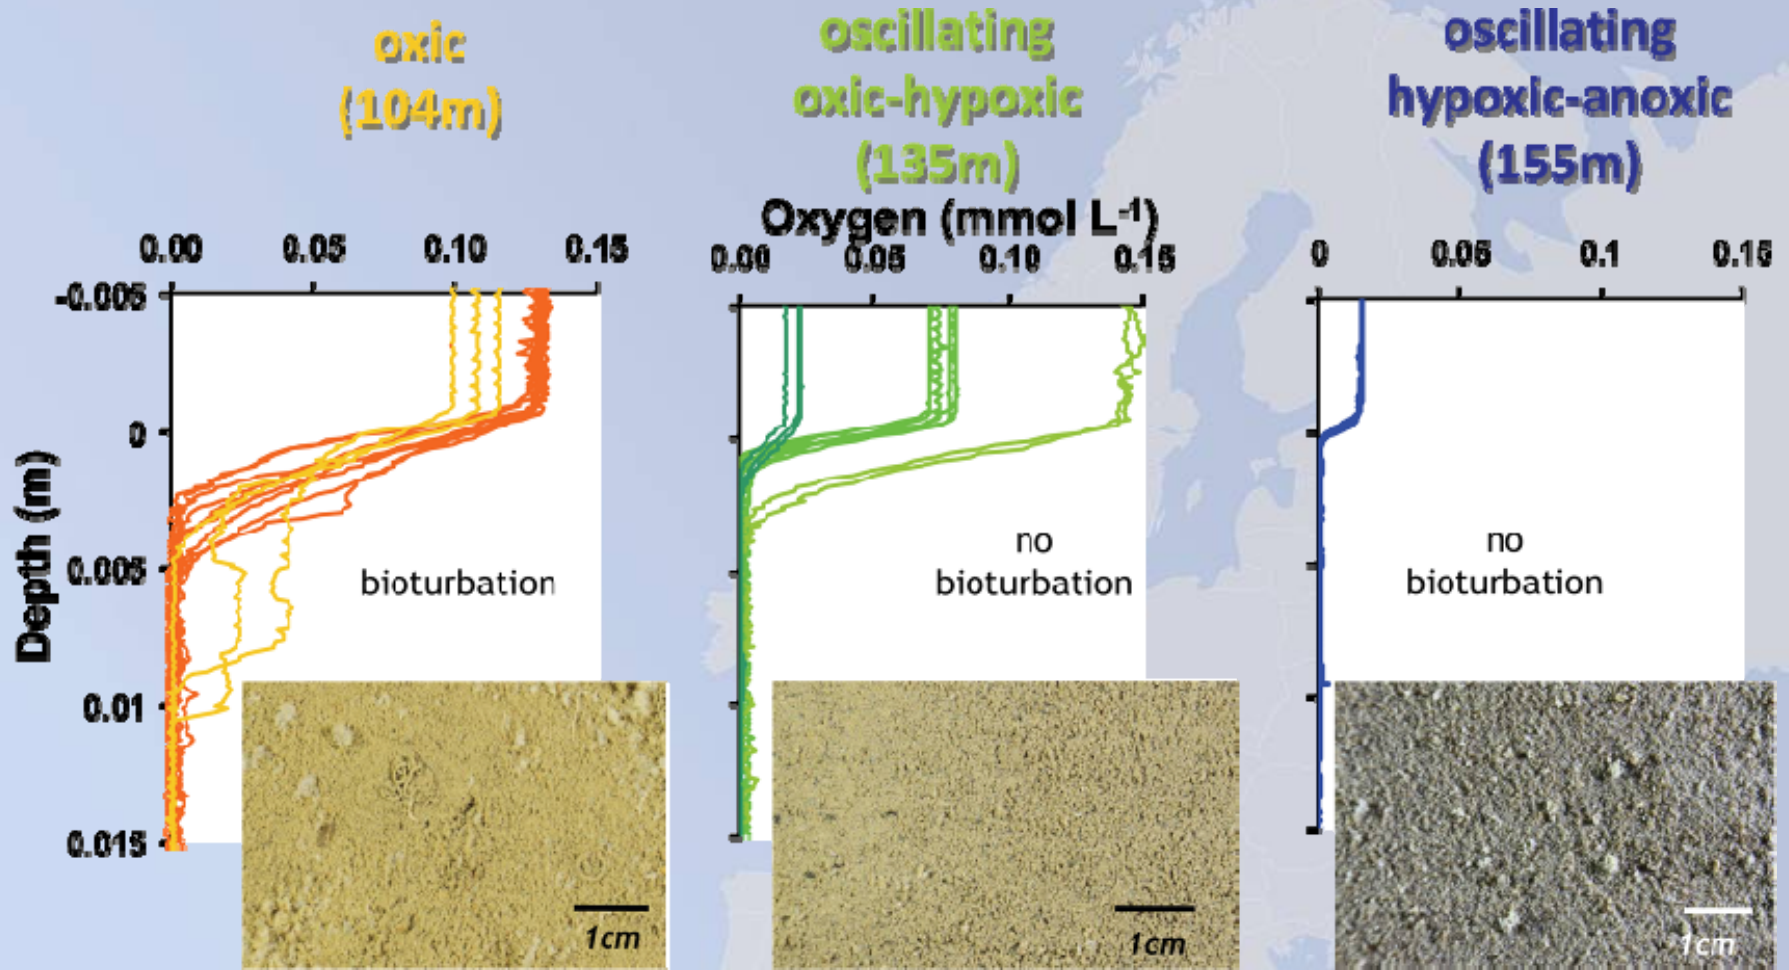 oxic
(104m)
oscillating
oxic-hypoxic
(135m)
oscillating
hypoxic-anoxic
(155m)
Oxygen (mmol L⁻¹)
0.00 0.05 0.10 0.15
0.00 0.05 0.10 0.15
0 0.05 0.1 0.15
Depth (m)
-0.005
0
0.005
0.01
0.015
bioturbation
no
bioturbation
no
bioturbation
1cm
1cm
1cm